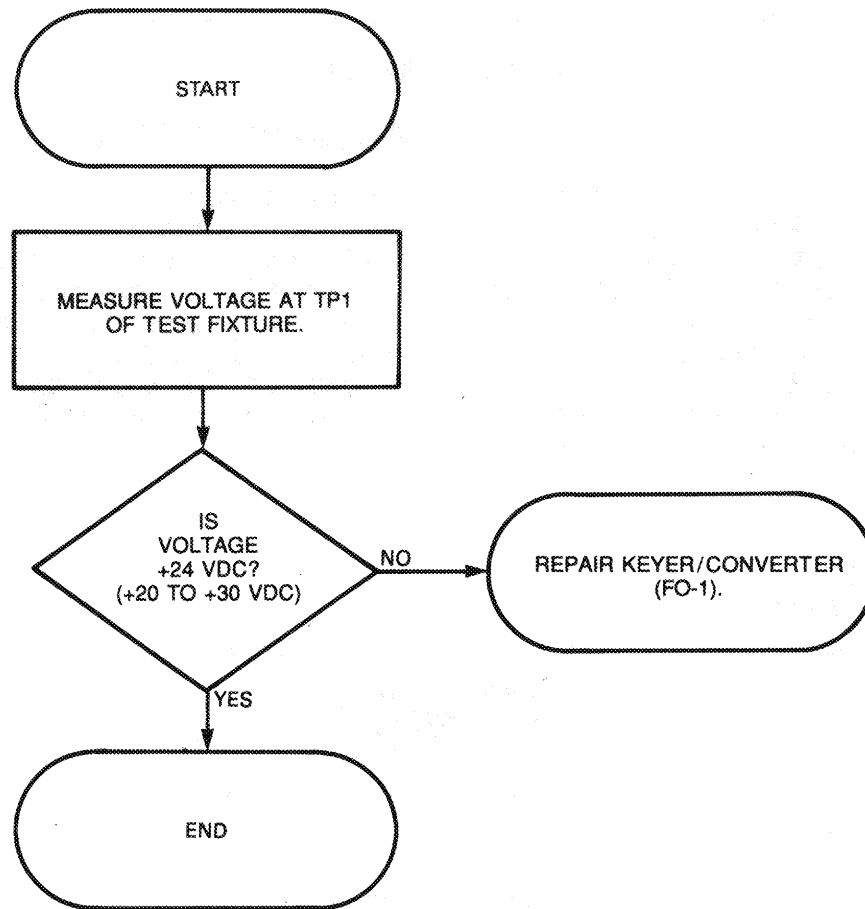 START
MEASURE VOLTAGE AT TP1
OF TEST FIXTURE.
IS
VOLTAGE
+24 VDC?
(+20 TO +30 VDC)
NO
REPAIR KEYER/CONVERTER
(FO-1).
YES
END